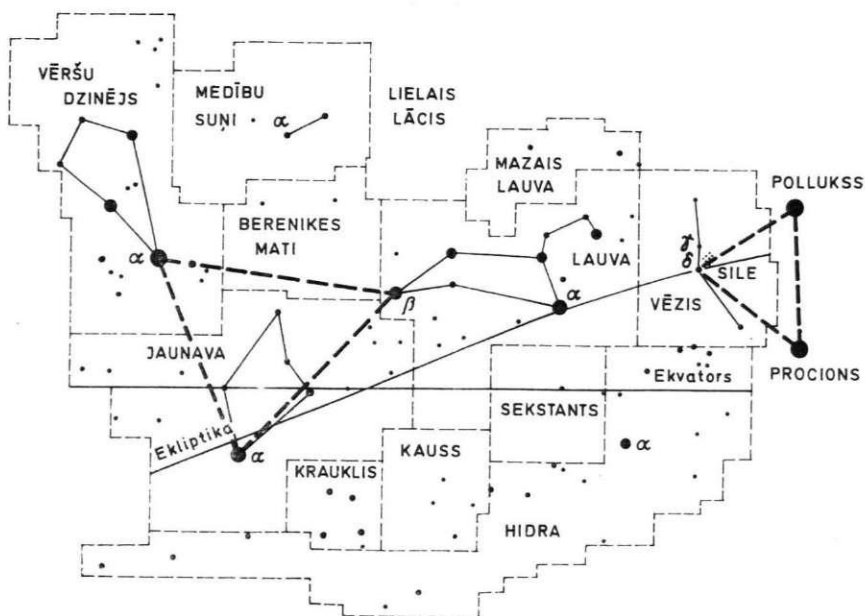 VĒRŠU
DZINĒJS
MEDĪBU
SUŅI
α
LIELAIS
LĀCIS
MAZAIS
LAUVA
POLLUKSS
BERENIKES
MATI
α
LAUVA
γ
δ
SILE
β
α
VĒZIS
JAUNAVA
PROCIONS
Ekvators
SEKSTANTS
Ekliptika
α
α
KRAUKLIS
KAUSS
HIDRA